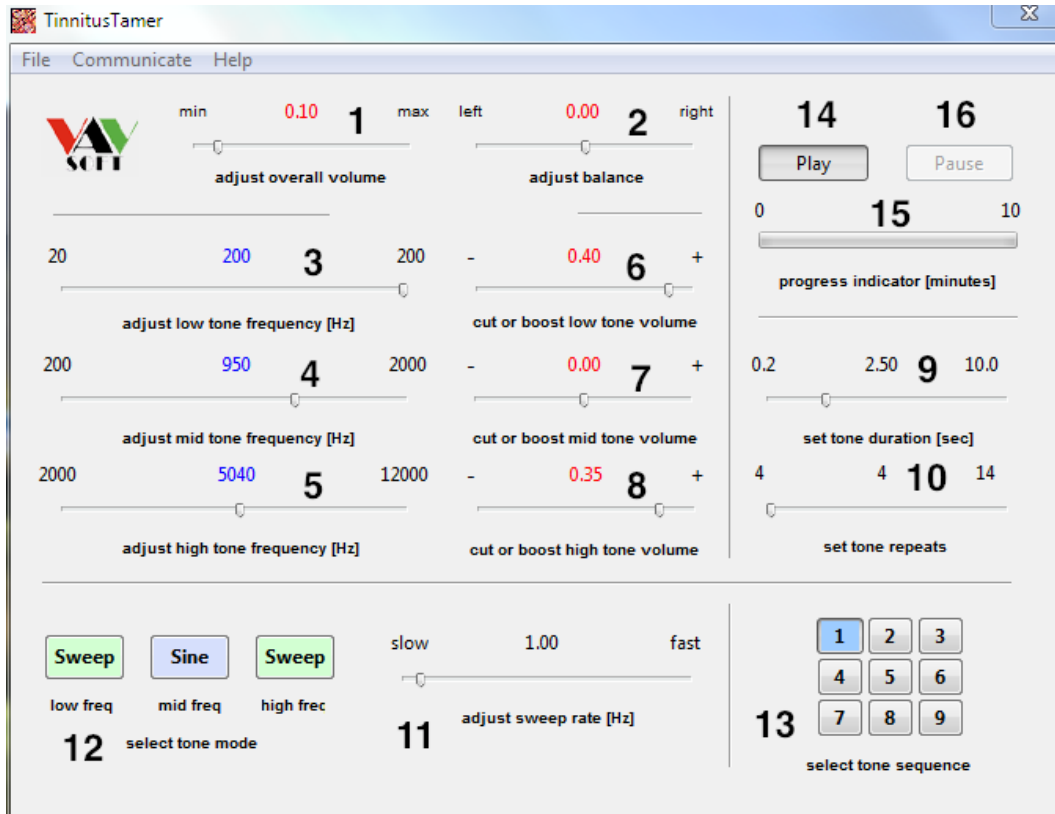 TinnitusTamer
X
File Communicate Help
VAV
SOFT
min 0.10 1 max
adjust overall volume
left 0.00 2 right
adjust balance
14 16
Play Pause
0 15 10
progress indicator [minutes]
20 200 3 200
adjust low tone frequency [Hz]
- 0.40 6 +
cut or boost low tone volume
200 950 4 2000
adjust mid tone frequency [Hz]
- 0.00 7 +
cut or boost mid tone volume
0.2 2.50 9 10.0
set tone duration [sec]
2000 5040 5 12000
adjust high tone frequency [Hz]
- 0.35 8 +
cut or boost high tone volume
4 4 10 14
set tone repeats
Sweep Sine Sweep
low freq mid freq high frec
12 select tone mode
slow 1.00 fast
adjust sweep rate [Hz]
11
1 2 3
4 5 6
13 7 8 9
select tone sequence